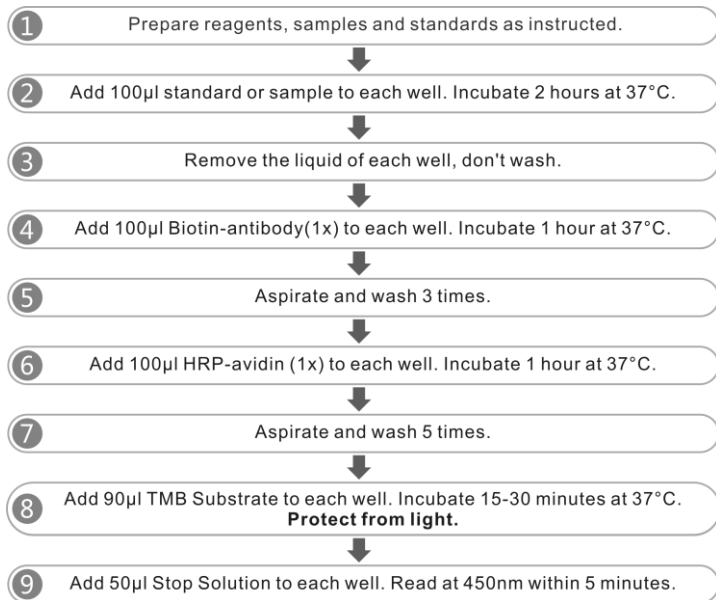 1 Prepare reagents, samples and standards as instructed.
2 Add 100µl standard or sample to each well. Incubate 2 hours at 37°C.
3 Remove the liquid of each well, don't wash.
4 Add 100µl Biotin-antibody(1x) to each well. Incubate 1 hour at 37°C.
5 Aspirate and wash 3 times.
6 Add 100µl HRP-avidin (1x) to each well. Incubate 1 hour at 37°C.
7 Aspirate and wash 5 times.
8 Add 90µl TMB Substrate to each well. Incubate 15-30 minutes at 37°C.
Protect from light.
9 Add 50µl Stop Solution to each well. Read at 450nm within 5 minutes.